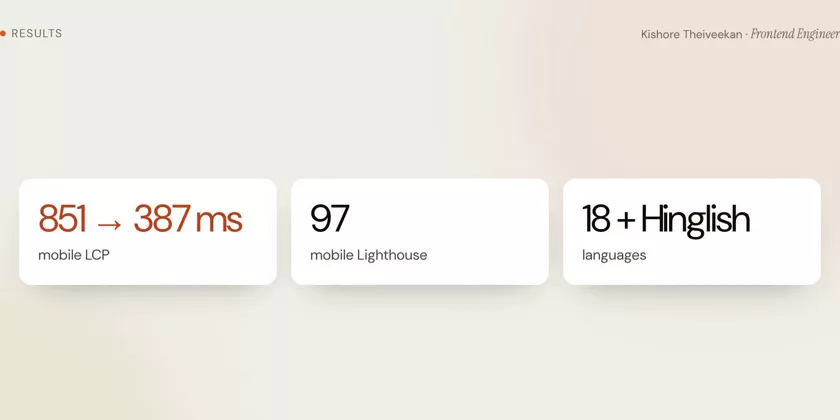 RESULTS
Kishore Theiveekan · Frontend Engineer
851 → 387 ms
mobile LCP
97
mobile Lighthouse
18 + Hinglish
languages